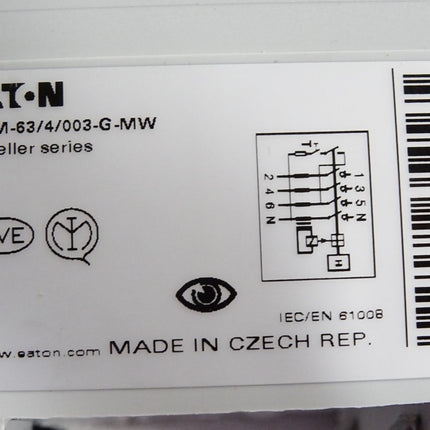 EATON
M-63/4/003-G-MW
eller series
2 4 6 N
1 3 5 N
T
H
VE
IEC/EN 61008
w.eaton.com MADE IN CZECH REP.